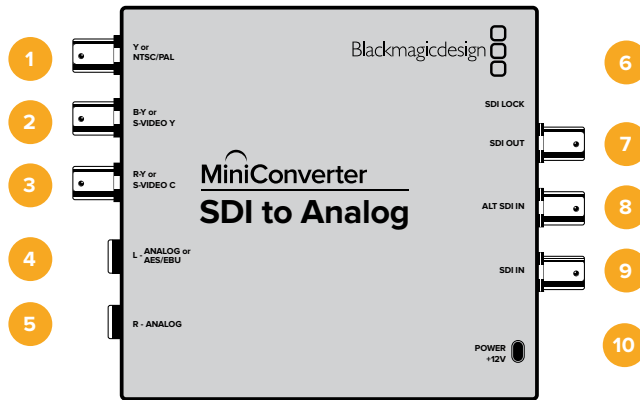 1
Y or
NTSC/PAL
2
B-Y or
S-VIDEO Y
3
R-Y or
S-VIDEO C
4
L - ANALOG or
AES/EBU
5
R - ANALOG
Blackmagicdesign
MiniConverter
SDI to Analog
6
SDI LOCK
7
SDI OUT
8
ALT SDI IN
9
SDI IN
10
POWER
+12V